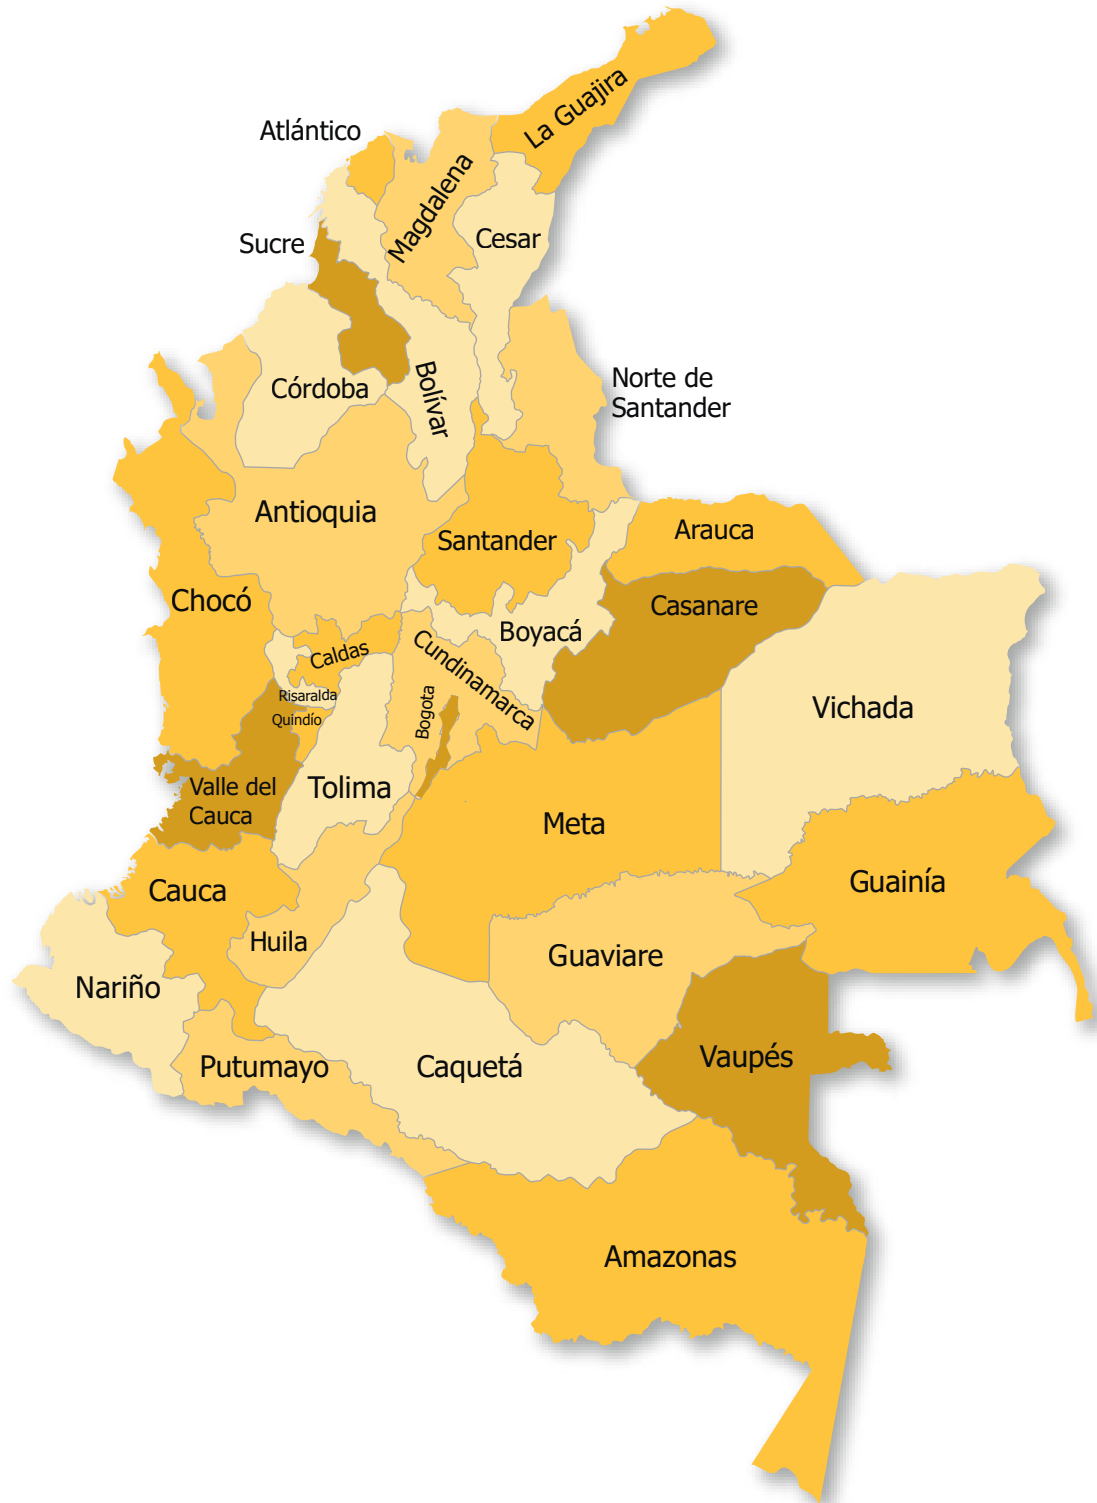 La Guajira
Atlántico
Magdalena
Sucre
Cesar
Norte de
Santander
Córdoba
Bolívar
Antioquia
Santander
Arauca
Chocó
Casanare
Boyacá
Caldas
Cundinamarca
Risaralda
Quindío
Bogota
Vichada
Valle del
Cauca
Tolima
Meta
Cauca
Guainía
Huila
Guaviare
Nariño
Putumayo
Caquetá
Vaupés
Amazonas